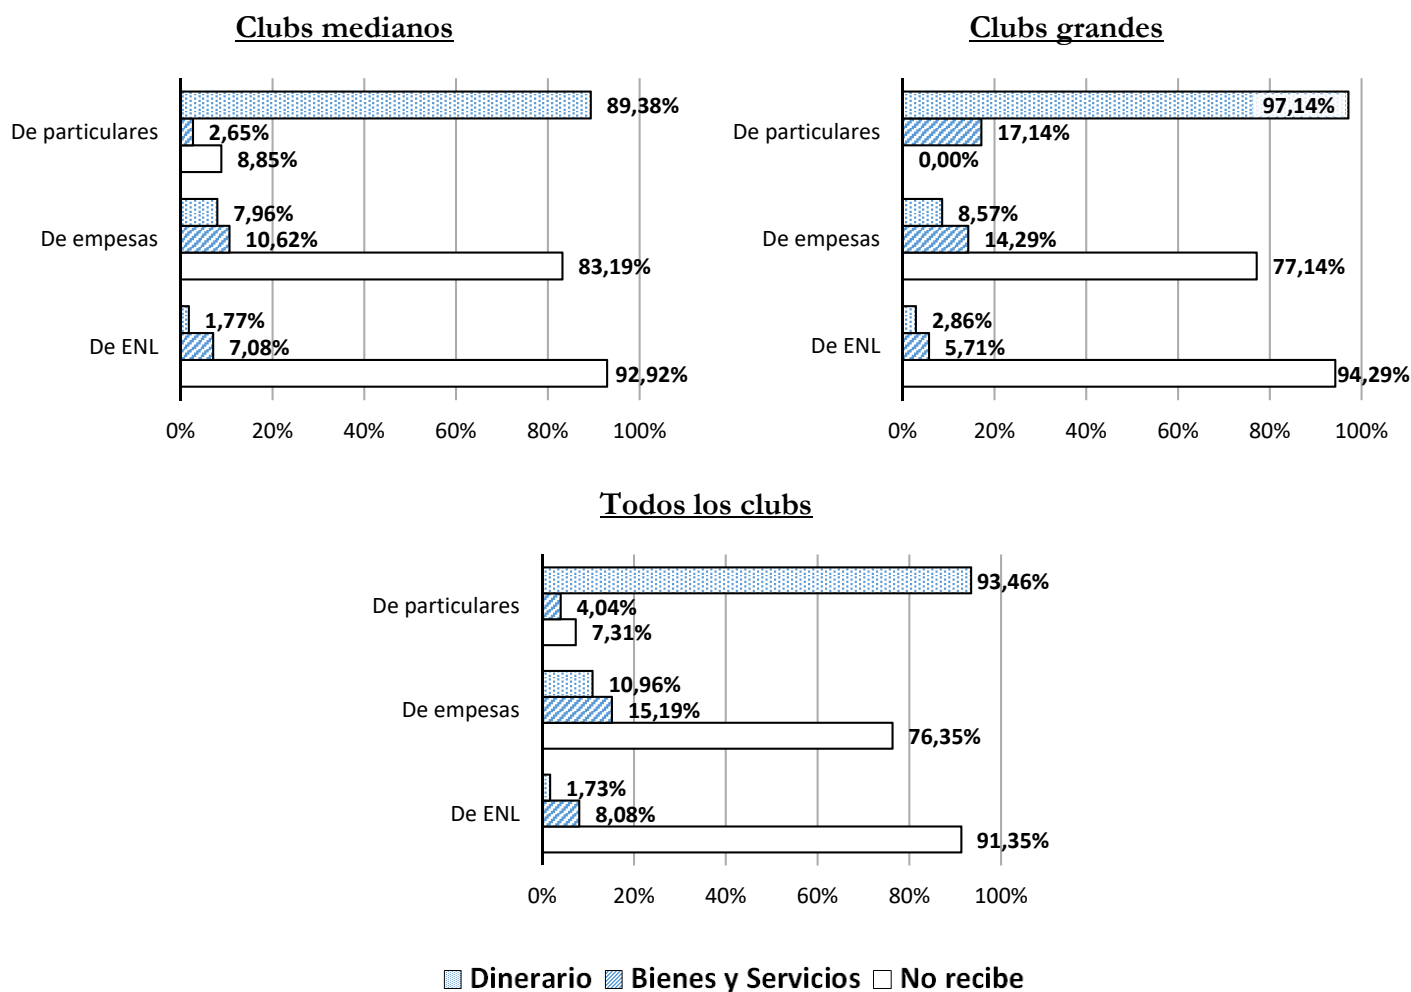 Clubs medianos
De particulares
89,38%
2,65%
8,85%
De empesas
7,96%
10,62%
83,19%
De ENL
1,77%
7,08%
92,92%
0% 20% 40% 60% 80% 100%
Clubs grandes
De particulares
97,14%
17,14%
0,00%
De empesas
8,57%
14,29%
77,14%
De ENL
2,86%
5,71%
94,29%
0% 20% 40% 60% 80% 100%
Todos los clubs
De particulares
93,46%
4,04%
7,31%
De empesas
10,96%
15,19%
76,35%
De ENL
1,73%
8,08%
91,35%
0% 20% 40% 60% 80% 100%
Dinerario Bienes y Servicios No recibe